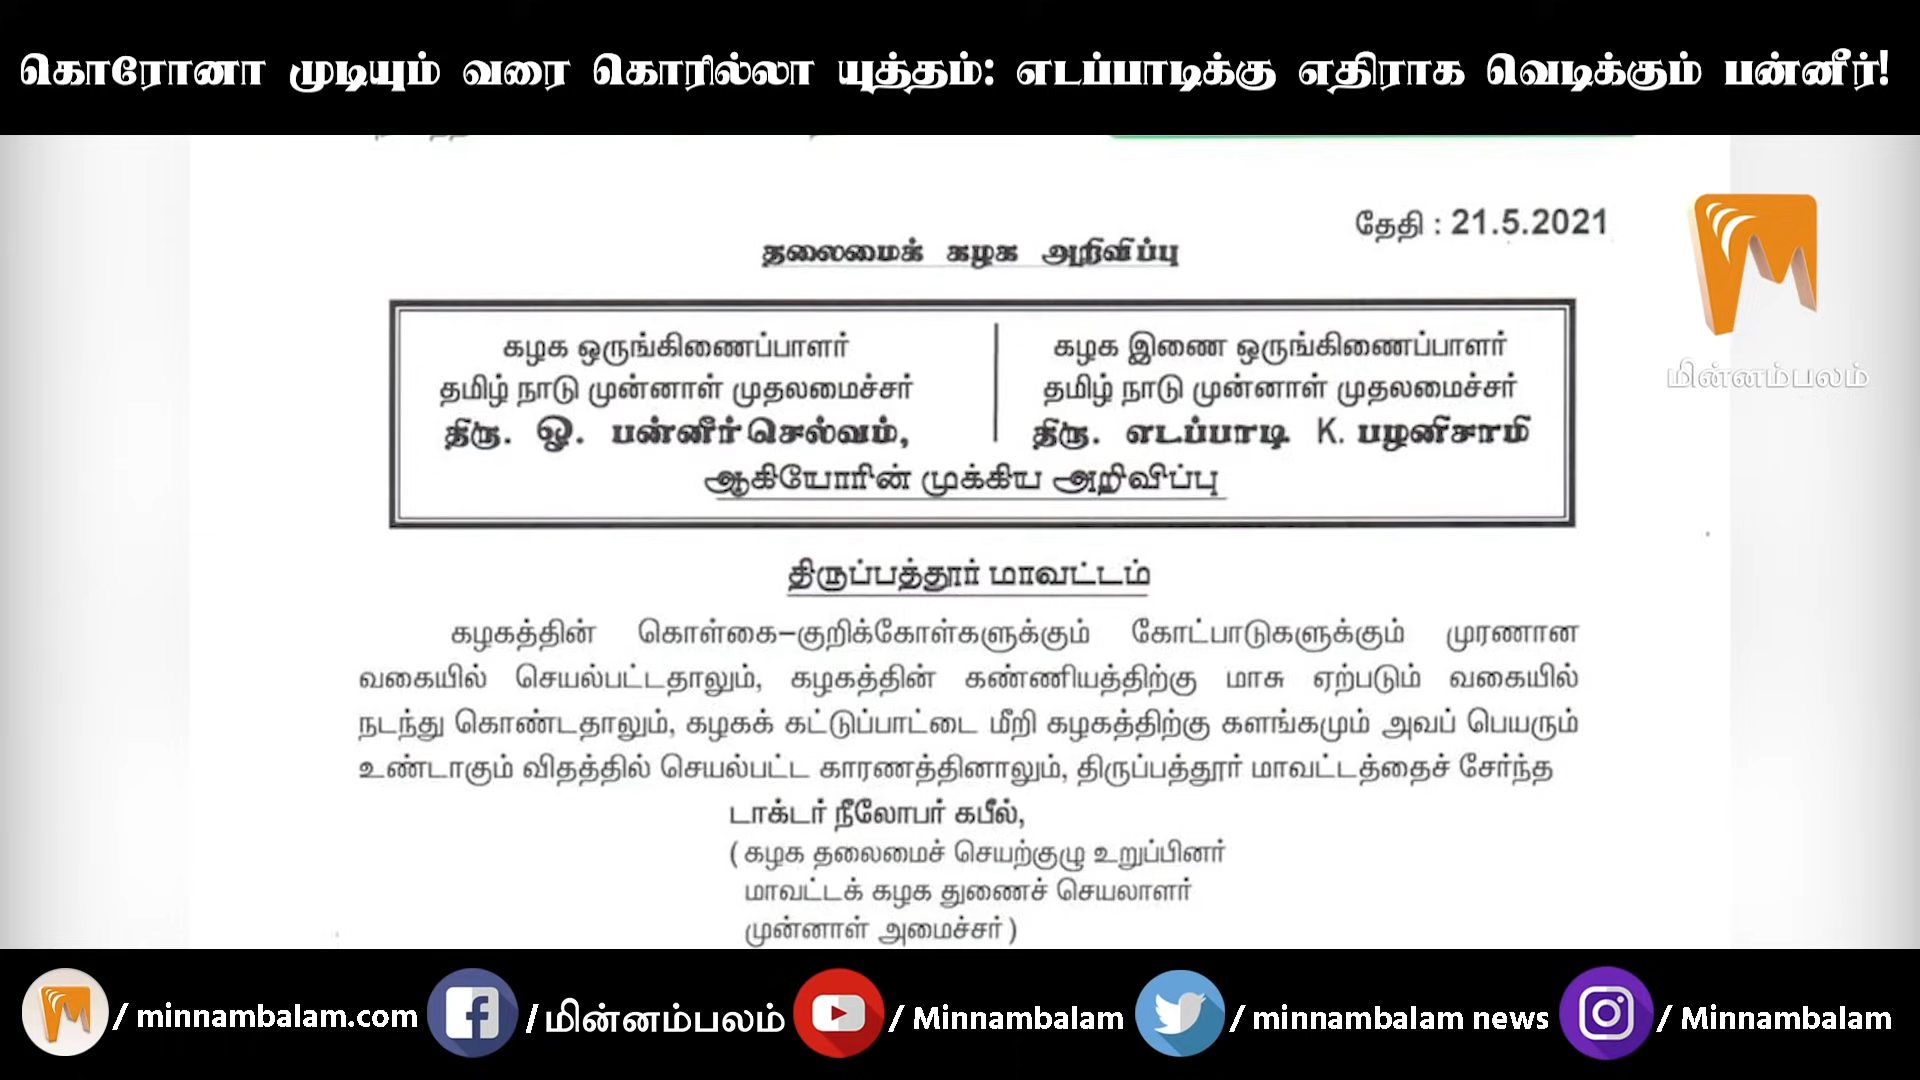 கொரோனா முடியும் வரை கொரில்லா யுத்தம்: எடப்பாடிக்கு எதிராக வெடிக்கும் பன்னீர்!
தேதி : 21.5.2021
தலைமைக் கழக அறிவிப்பு
மின்னம்பலம்
கழக ஒருங்கிணைப்பாளர்
தமிழ் நாடு முன்னாள் முதலமைச்சர்
திரு. ஓ. பன்னீர்செல்வம்,
கழக இணை ஒருங்கிணைப்பாளர்
தமிழ் நாடு முன்னாள் முதலமைச்சர்
திரு. எடப்பாடி K. பழனிசாமி
ஆகியோரின் முக்கிய அறிவிப்பு
திருப்பத்தூர் மாவட்டம்
கழகத்தின் கொள்கை–குறிக்கோள்களுக்கும் கோட்பாடுகளுக்கும் முரணான
வகையில் செயல்பட்டதாலும், கழகத்தின் கண்ணியத்திற்கு மாசு ஏற்படும் வகையில்
நடந்து கொண்டதாலும், கழகக் கட்டுப்பாட்டை மீறி கழகத்திற்கு களங்கமும் அவப் பெயரும்
உண்டாகும் விதத்தில் செயல்பட்ட காரணத்தினாலும், திருப்பத்தூர் மாவட்டத்தைச் சேர்ந்த
டாக்டர் நீலோபர் கபீல்,
(கழக தலைமைச் செயற்குழு உறுப்பினர்
மாவட்டக் கழக துணைச் செயலாளர்
முன்னாள் அமைச்சர்)
/ minnambalam.com / மின்னம்பலம் / Minnambalam / minnambalam news / Minnambalam